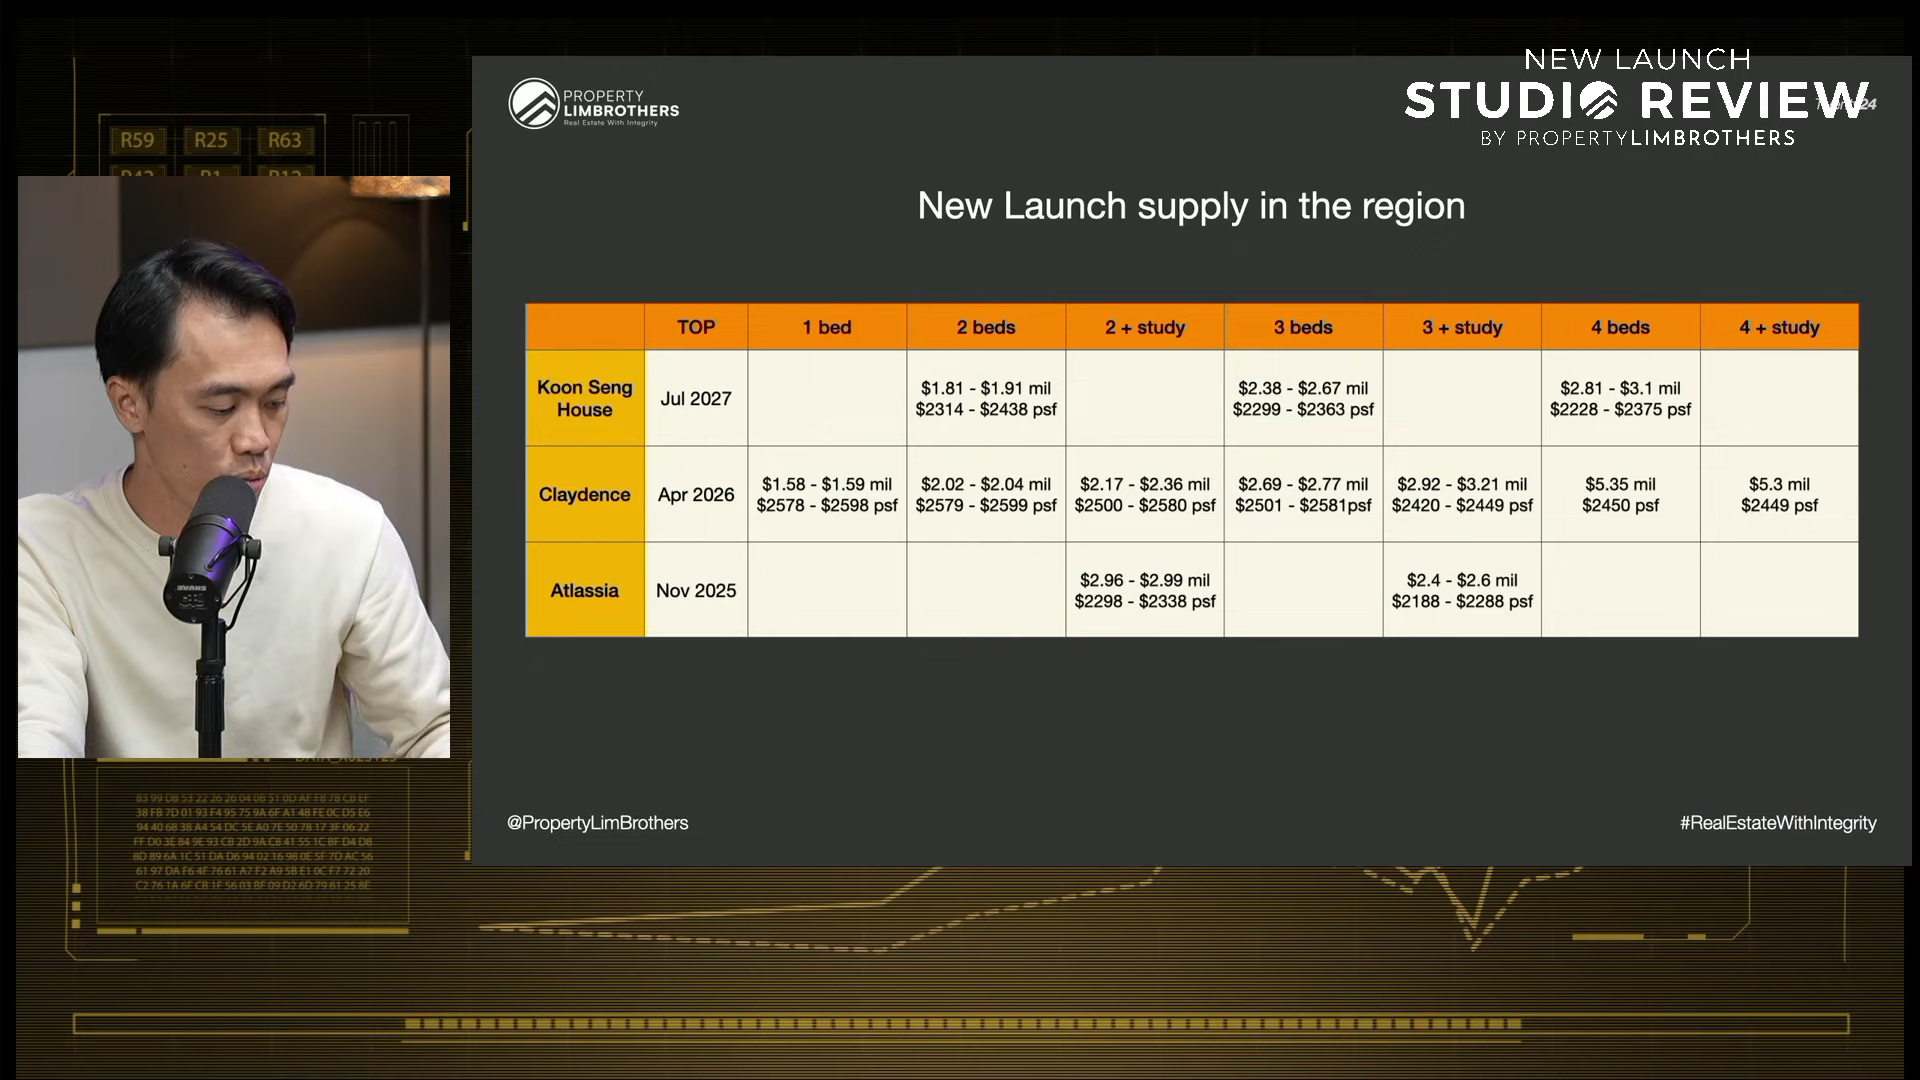 NEW LAUNCH
STUDIO REVIEW
BY PROPERTYLIMBROTHERS
PROPERTY
LIMBROTHERS
Real Estate With Integrity
R59 R25 R63
New Launch supply in the region
TOP 1 bed 2 beds 2 + study 3 beds 3 + study 4 beds 4 + study
Koon Seng House Jul 2027 $1.81 - $1.91 mil $2314 - $2438 psf $2.38 - $2.67 mil $2299 - $2363 psf $2.81 - $3.1 mil $2228 - $2375 psf
Claydence Apr 2026 $1.58 - $1.59 mil $2578 - $2598 psf $2.02 - $2.04 mil $2579 - $2599 psf $2.17 - $2.36 mil $2500 - $2580 psf $2.69 - $2.77 mil $2501 - $2581psf $2.92 - $3.21 mil $2420 - $2449 psf $5.35 mil $2450 psf $5.3 mil $2449 psf
Atlassia Nov 2025 $2.96 - $2.99 mil $2298 - $2338 psf $2.4 - $2.6 mil $2188 - $2288 psf
@PropertyLimBrothers
#RealEstateWithIntegrity